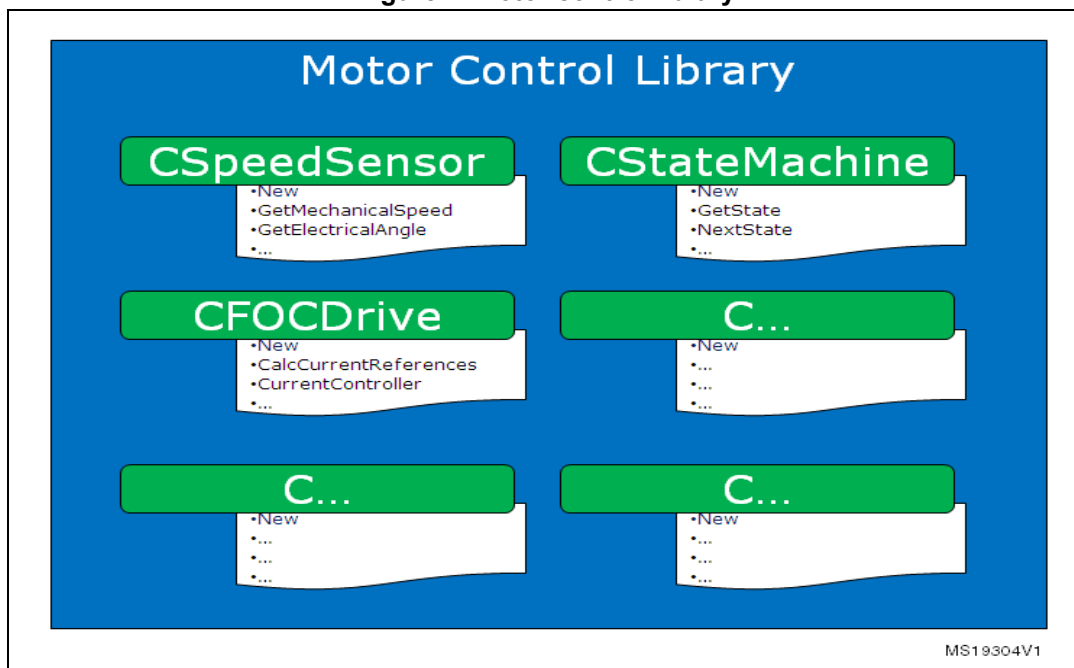 Motor Control Library
CSpeedSensor
•New
•GetMechanicalSpeed
•GetElectricalAngle
•...
CStateMachine
•New
•GetState
•NextState
•...
CFOCDrive
•New
•CalcCurrentReferences
•CurrentController
•...
C...
•New
•...
•...
•...
C...
•New
•...
•...
•...
C...
•New
•...
•...
•...
MS19304V1